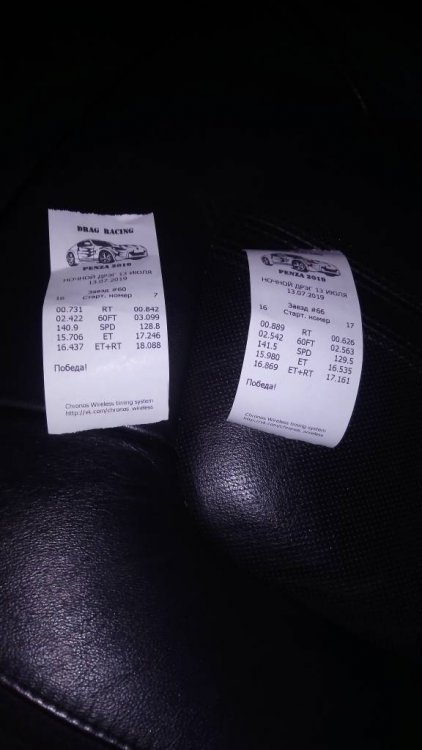 DRAG RACING
PENZA 2019
НОЧНОЙ ДРЭГ 13 ИЮЛЯ
13.07.2019
Заезд #60
16 Старт. номер 7
00.731 RT 00.842
02.422 60FT 03.099
140.9 SPD 128.8
15.706 ET 17.246
16.437 ET+RT 18.088
Победа!
Chronos Wireless timing system
http://vk.com/chronos_wireless
PENZA 2019
НОЧНОЙ ДРЭГ 13 ИЮЛЯ
13.07.2019
Заезд #66
16 Старт. номер 17
00.889 RT 00.626
02.542 60FT 02.563
141.5 SPD 129.5
15.980 ET 16.535
16.869 ET+RT 17.161
Победа!
Chronos Wireless timing system
http://vk.com/chronos_wireless